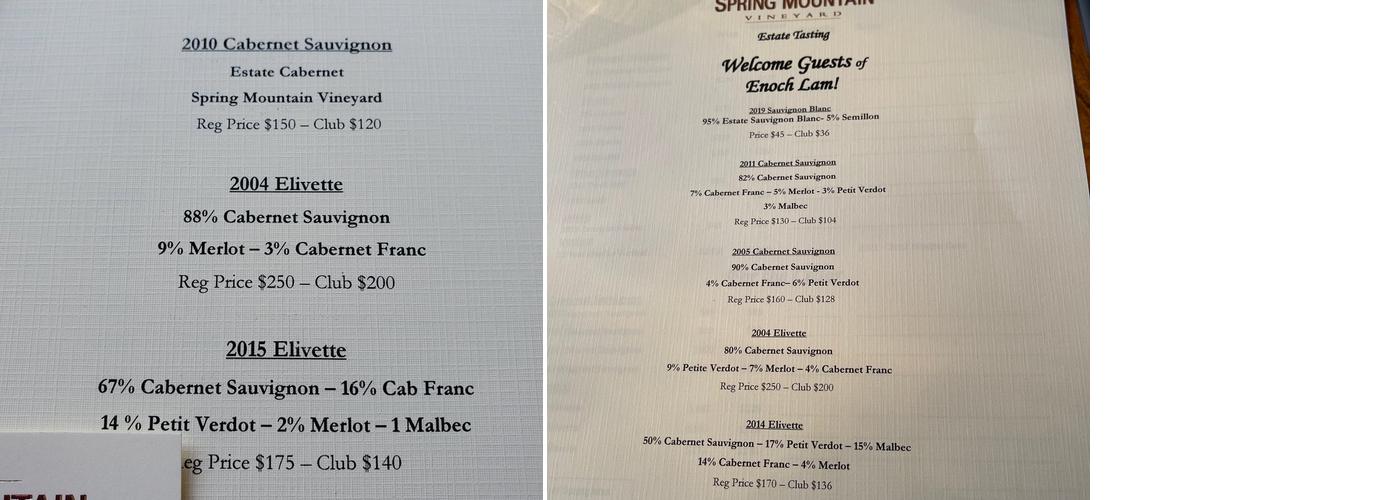 2010 Cabernet Sauvignon
Estate Cabernet
Spring Mountain Vineyard
Reg Price $150 – Club $120
2004 Elivette
88% Cabernet Sauvignon
9% Merlot – 3% Cabernet Franc
Reg Price $250 – Club $200
2015 Elivette
67% Cabernet Sauvignon – 16% Cab Franc
14 % Petit Verdot – 2% Merlot – 1 Malbec
eg Price $175 – Club $140
SPRING MOUNTAIN
VINEYARD
Estate Tasting
Welcome Guests of
Enoch Lam!
2019 Sauvignon Blanc
95% Estate Sauvignon Blanc- 5% Semillon
Price $45 – Club $36
2011 Cabernet Sauvignon
82% Cabernet Sauvignon
7% Cabernet Franc – 5% Merlot - 3% Petit Verdot
3% Malbec
Reg Price $130 – Club $104
2005 Cabernet Sauvignon
90% Cabernet Sauvignon
4% Cabernet Franc– 6% Petit Verdot
Reg Price $160 – Club $128
2004 Elivette
80% Cabernet Sauvignon
9% Petite Verdot – 7% Merlot – 4% Cabernet Franc
Reg Price $250 – Club $200
2014 Elivette
50% Cabernet Sauvignon – 17% Petit Verdot – 15% Malbec
14% Cabernet Franc – 4% Merlot
Reg Price $170 – Club $136